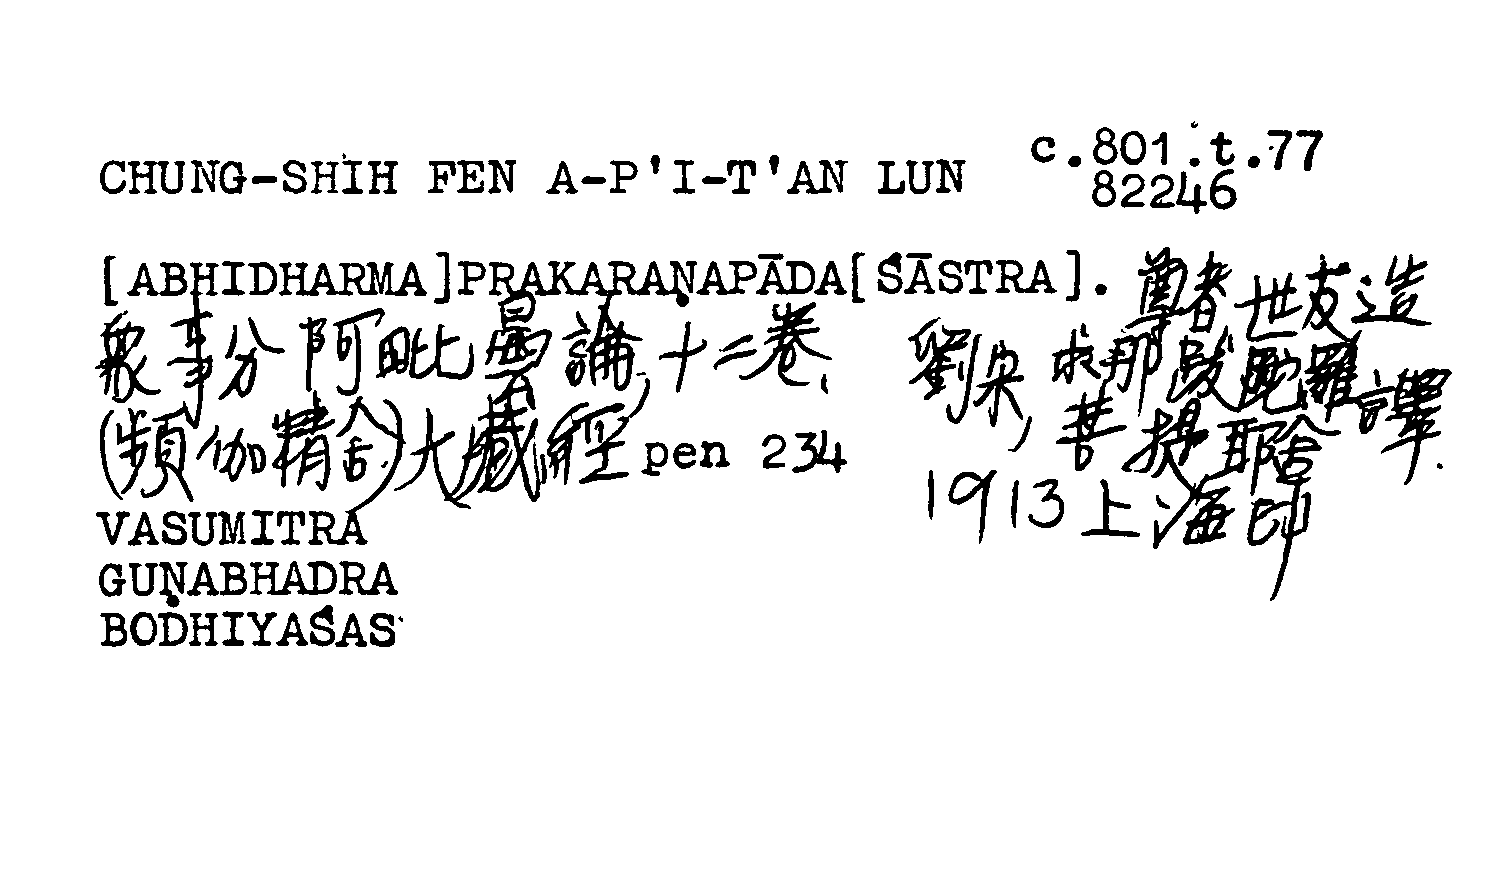 CHUNG-SHIH FEN A-P'I-T'AN LUN c.801.t.77
82246
[ABHIDHARMA]PRAKARAṆAPĀDA[ŚĀSTRA]. 尊者世友造
衆事分阿毗曇論,十二卷, 劉宋,求那跋陀羅譯.
(頻伽精舍)大藏經 pen 234 菩提耶舍
VASUMITRA 1913上海印
GUṆABHADRA
BODHIYAŚAS